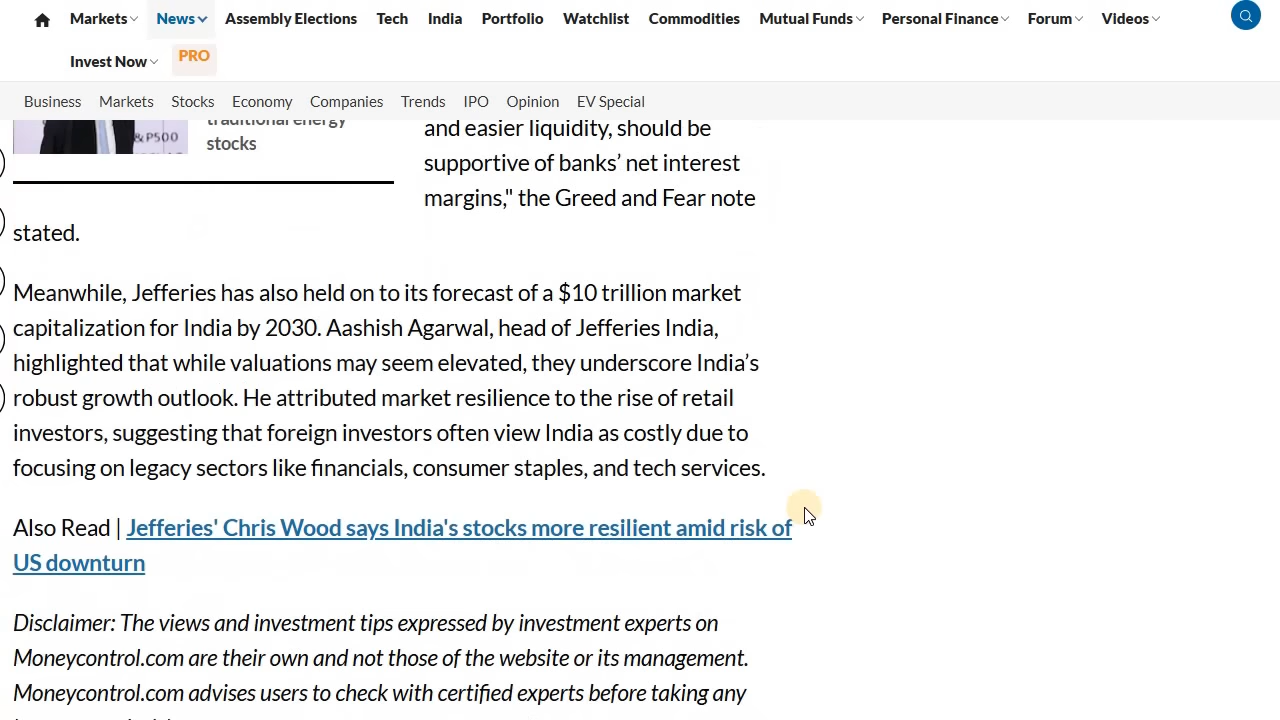 Markets News Assembly Elections Tech India Portfolio Watchlist Commodities Mutual Funds Personal Finance Forum Videos
Invest Now PRO
Business Markets Stocks Economy Companies Trends IPO Opinion EV Special
traditional energy
stocks
&P500
and easier liquidity, should be
supportive of banks’ net interest
margins," the Greed and Fear note
stated.
Meanwhile, Jefferies has also held on to its forecast of a $10 trillion market
capitalization for India by 2030. Aashish Agarwal, head of Jefferies India,
highlighted that while valuations may seem elevated, they underscore India’s
robust growth outlook. He attributed market resilience to the rise of retail
investors, suggesting that foreign investors often view India as costly due to
focusing on legacy sectors like financials, consumer staples, and tech services.
Also Read | Jefferies' Chris Wood says India's stocks more resilient amid risk of
US downturn
Disclaimer: The views and investment tips expressed by investment experts on
Moneycontrol.com are their own and not those of the website or its management.
Moneycontrol.com advises users to check with certified experts before taking any